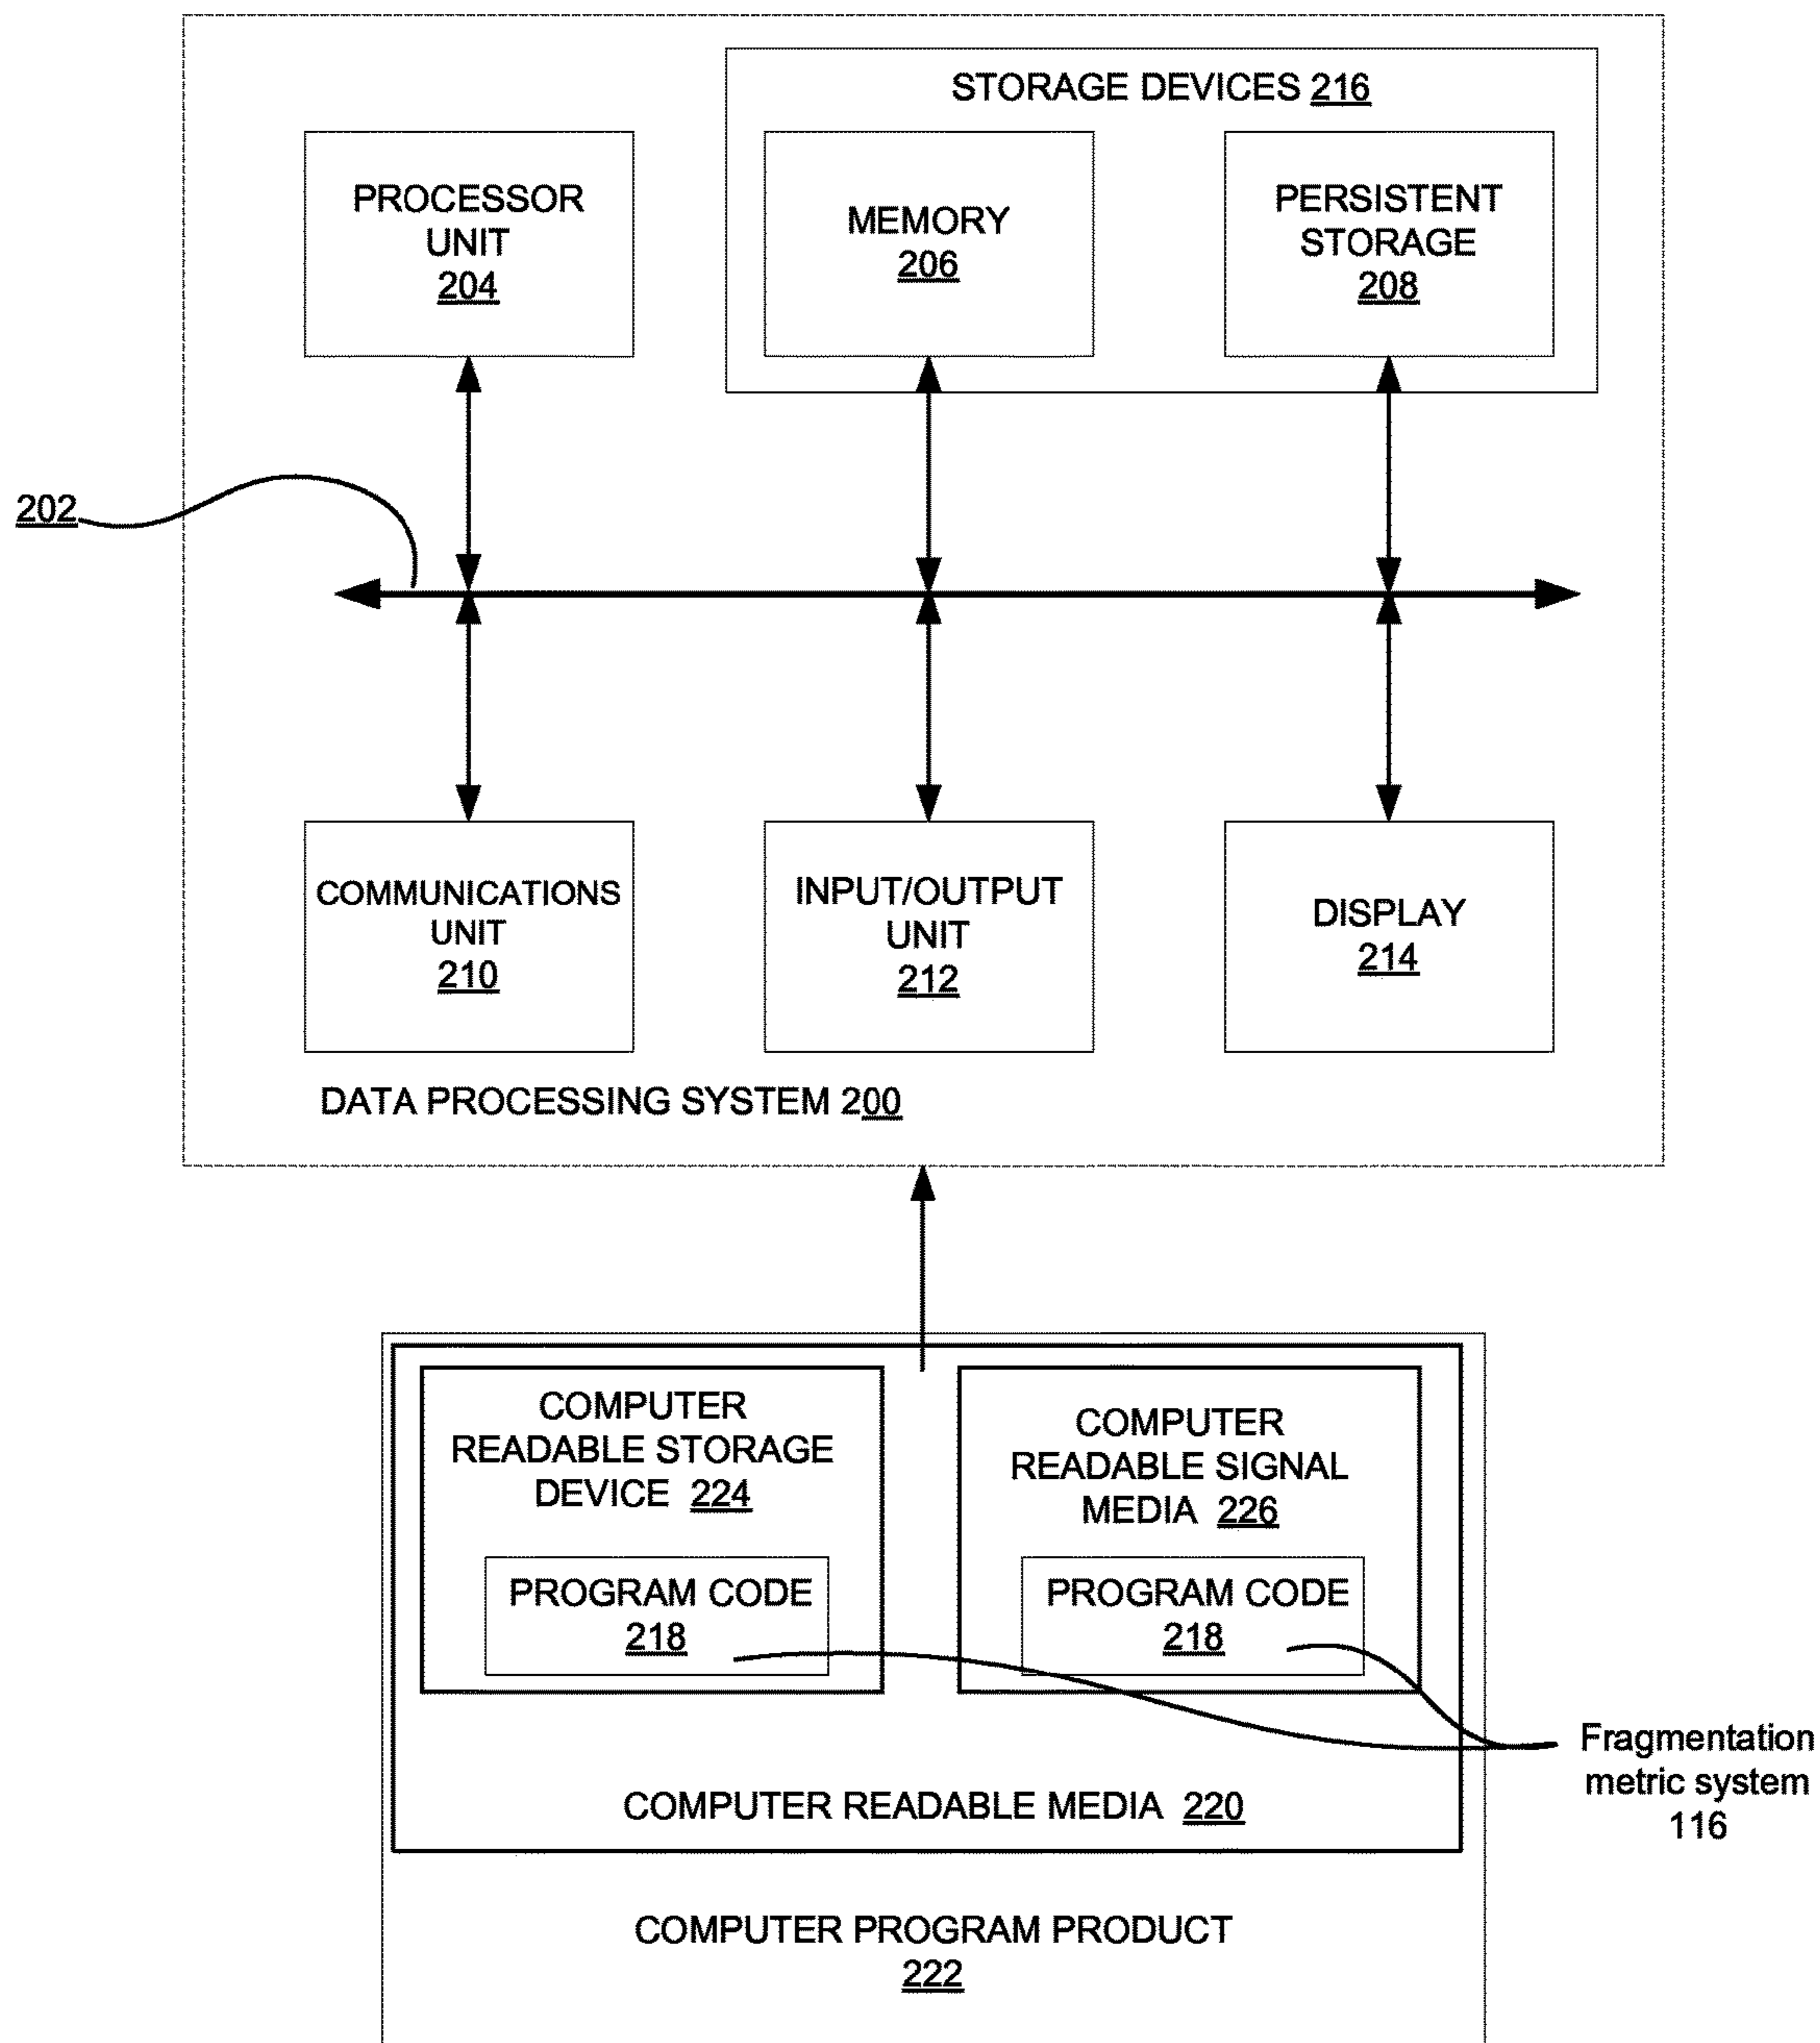 STORAGE DEVICES 216
PROCESSOR
UNIT
204
MEMORY
206
PERSISTENT
STORAGE
208
202
COMMUNICATIONS
UNIT
210
INPUT/OUTPUT
UNIT
212
DISPLAY
214
DATA PROCESSING SYSTEM 200
COMPUTER
READABLE STORAGE
DEVICE 224
PROGRAM CODE
218
COMPUTER
READABLE SIGNAL
MEDIA 226
PROGRAM CODE
218
Fragmentation
metric system
116
COMPUTER READABLE MEDIA 220
COMPUTER PROGRAM PRODUCT
222